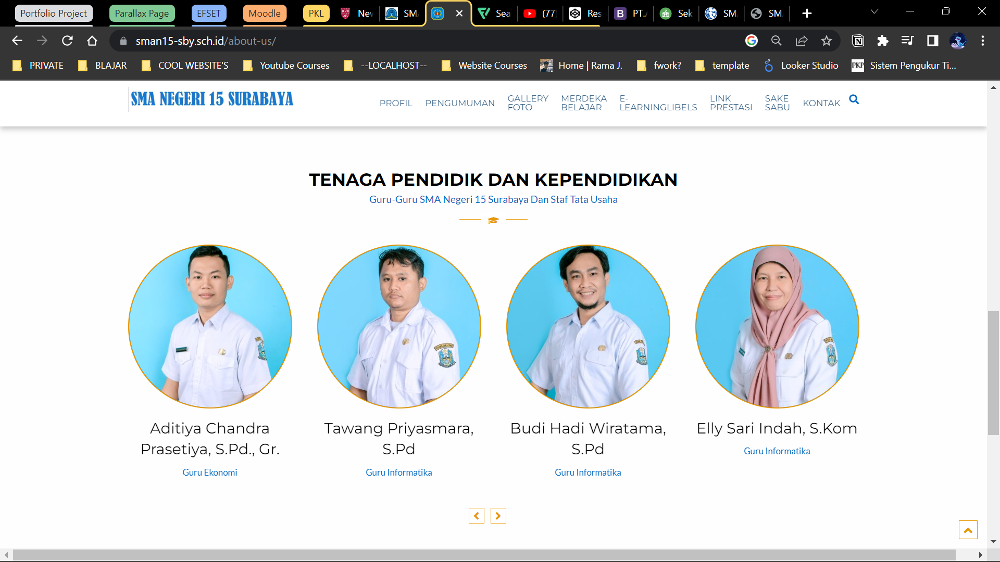 Portfolio Project
Parallax Page
EFSET
Moodle
PKL
Nev
SMA
Sea
(77)
Res
PT.A
Sek
SM
SM
sman15-sby.sch.id/about-us/
PRIVATE
BLAJAR
COOL WEBSITE'S
Youtube Courses
--LOCALHOST--
Website Courses
Home | Rama J.
fwork?
template
Looker Studio
PKP
Sistem Pengukur Ti...
SMA NEGERI 15 SURABAYA
PROFIL
PENGUMUMAN
GALLERY
FOTO
MERDEKA
BELAJAR
E-
LEARNINGLIBELS
LINK
PRESTASI
SAKE
SABU
KONTAK
TENAGA PENDIDIK DAN KEPENDIDIKAN
Guru-Guru SMA Negeri 15 Surabaya Dan Staf Tata Usaha
Aditiya Chandra
Prasetiya, S.Pd., Gr.
Guru Ekonomi
Tawang Priyasmara,
S.Pd
Guru Informatika
Budi Hadi Wiratama,
S.Pd
Guru Informatika
Elly Sari Indah, S.Kom
Guru Informatika